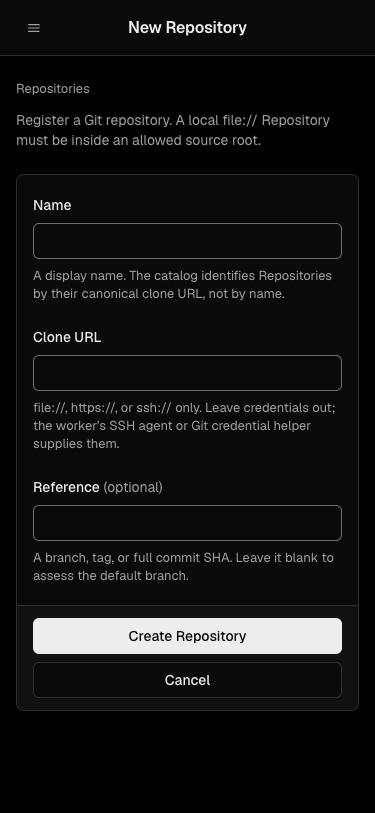 New Repository
Repositories
Register a Git repository. A local file:// Repository
must be inside an allowed source root.
Name
A display name. The catalog identifies Repositories
by their canonical clone URL, not by name.
Clone URL
file://, https://, or ssh:// only. Leave credentials out;
the worker's SSH agent or Git credential helper
supplies them.
Reference (optional)
A branch, tag, or full commit SHA. Leave it blank to
assess the default branch.
Create Repository
Cancel